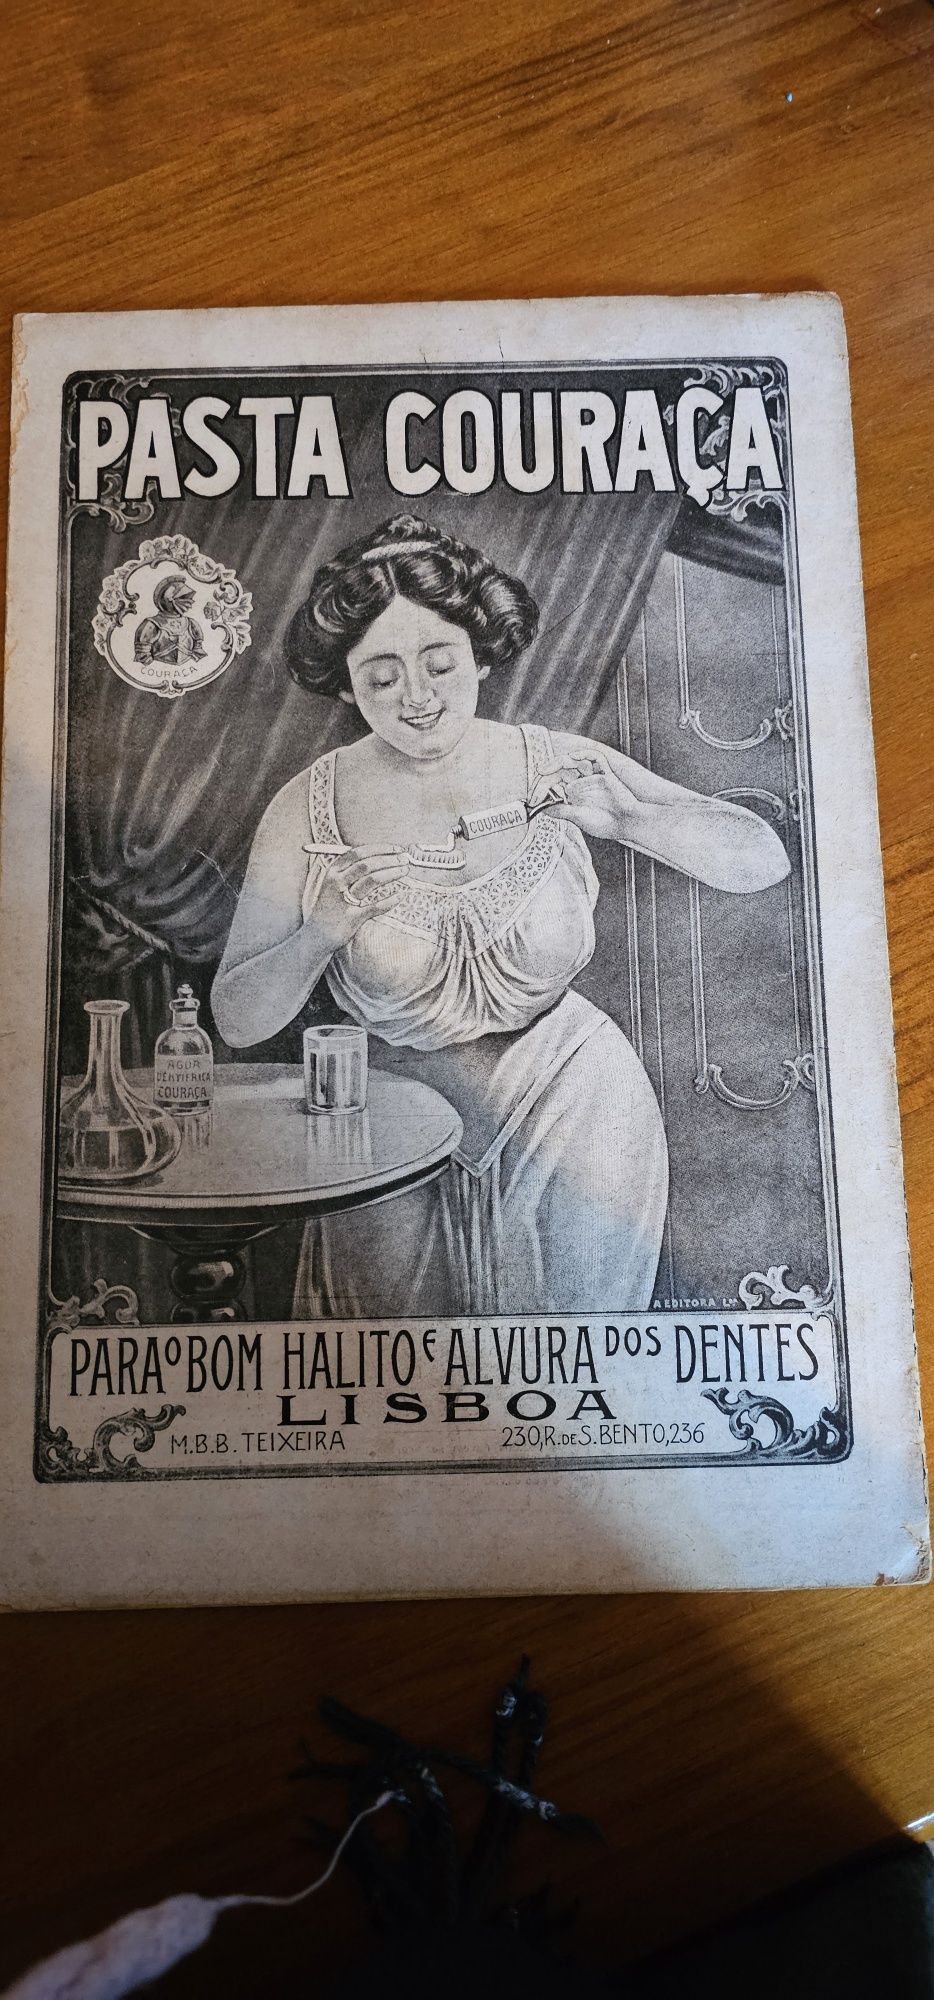 PASTA COURAÇA
COURAÇA
COURAÇA
AGUA
DENTIFRICA
COURAÇA
A EDITORA Lda
PARA O BOM HALITO E ALVURA DOS DENTES
LISBOA
M.B.B. TEIXEIRA 230, R. DE S. BENTO, 236